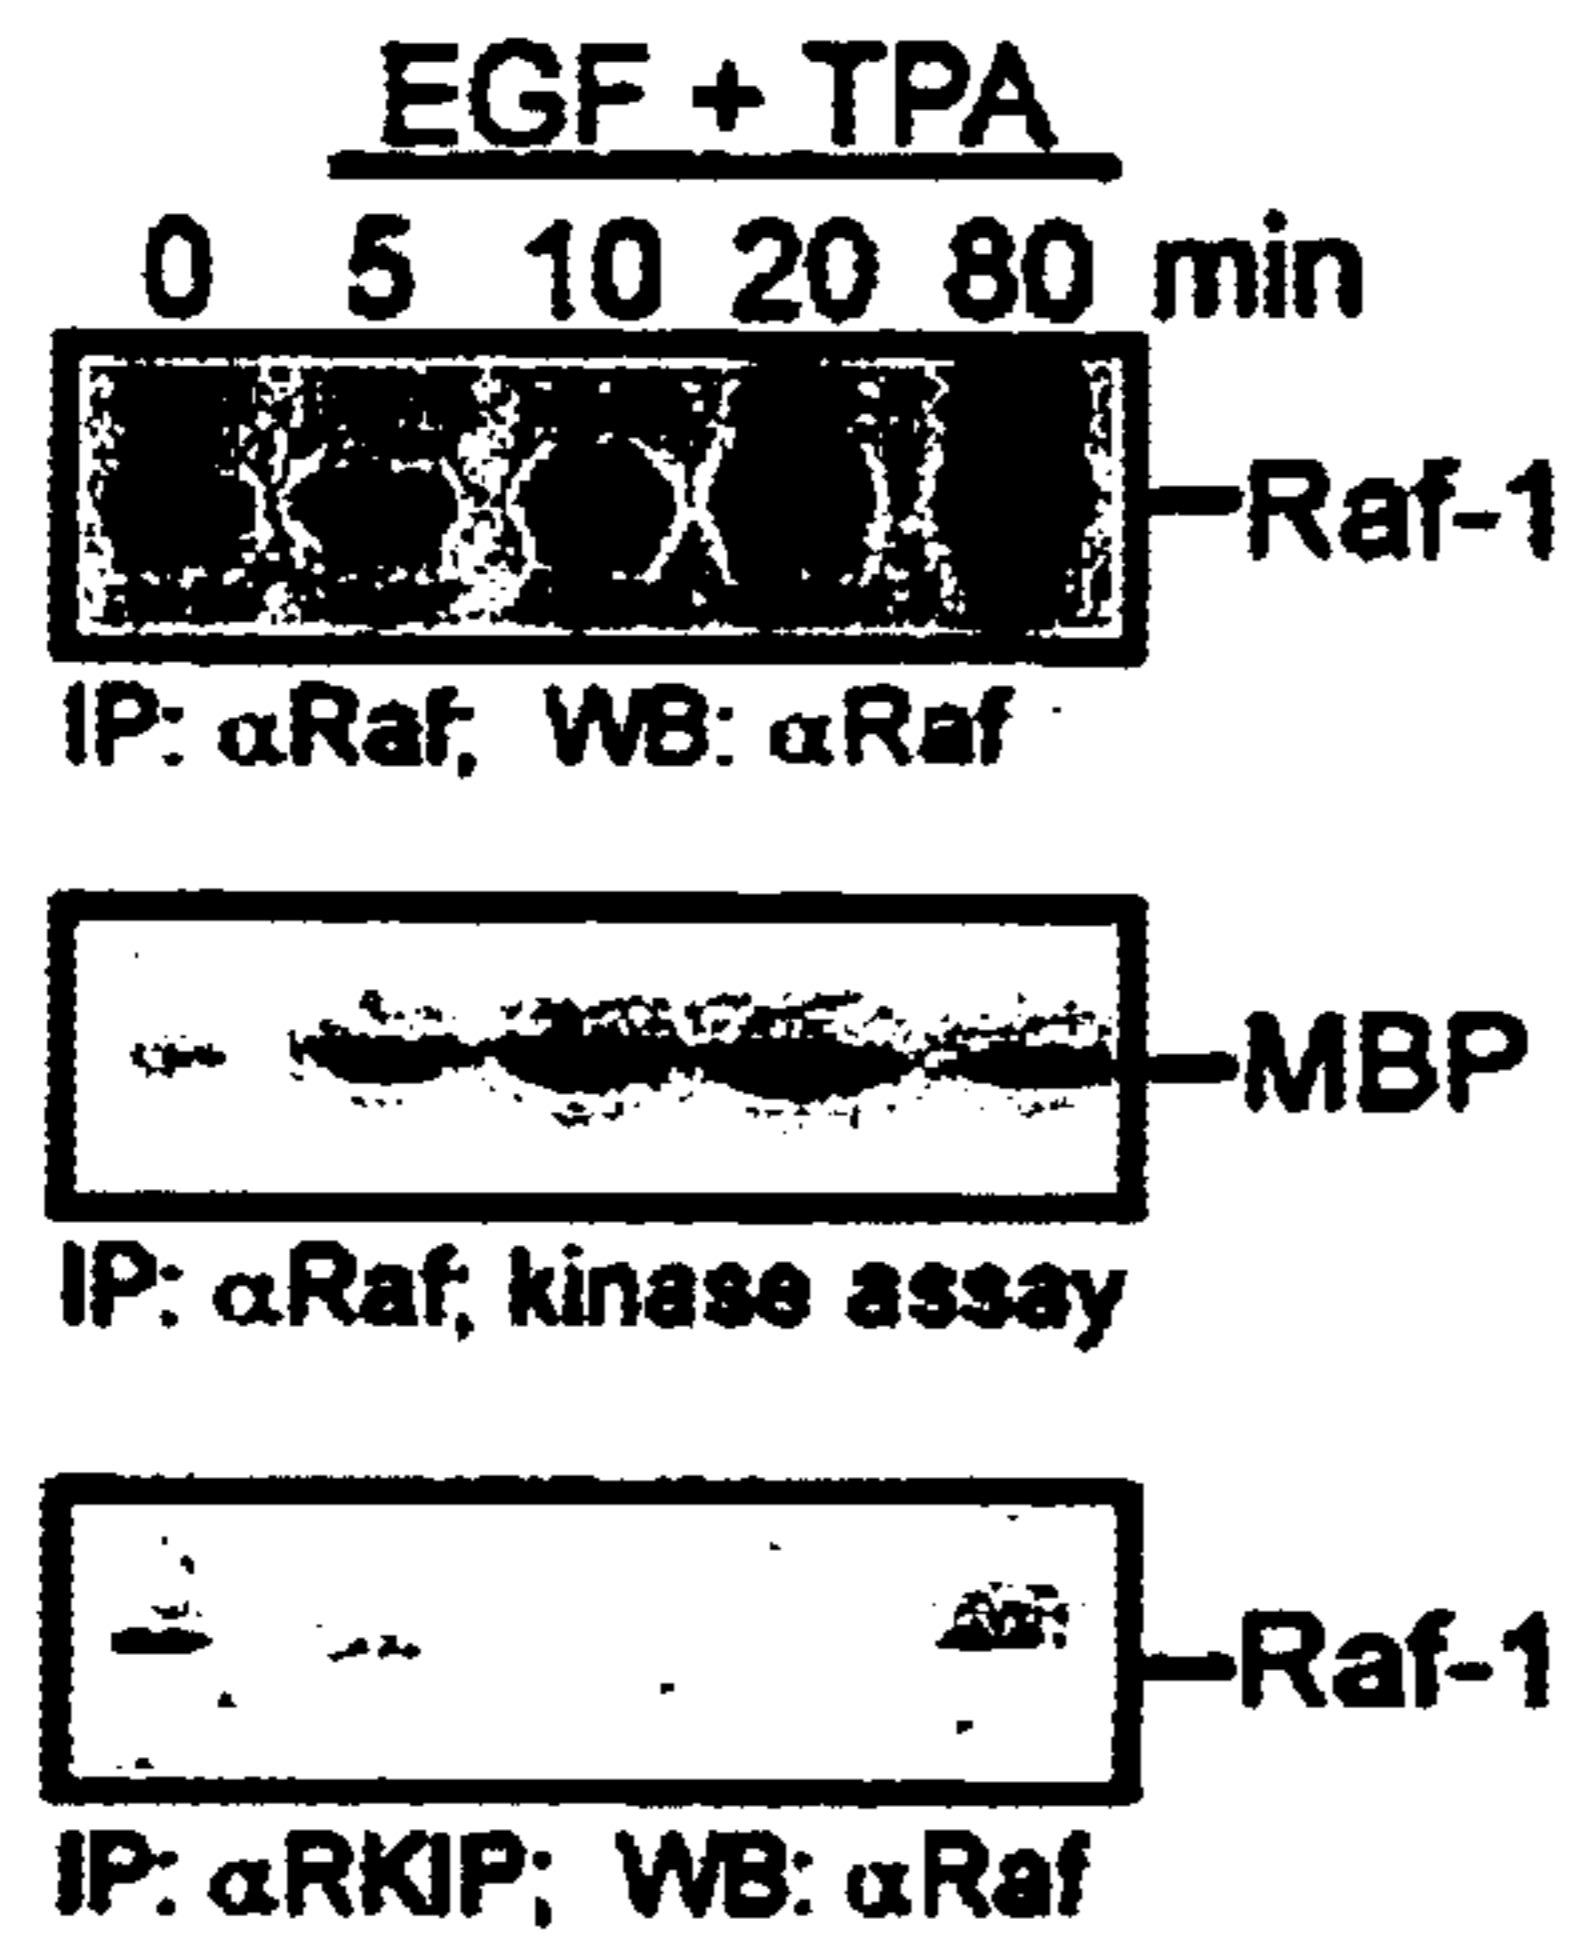 EGF + TPA
0 5 10 20 80 min
Raf-1
IP: αRaf; WB: αRaf
MBP
IP: αRaf; kinase assay
Raf-1
IP: αRKIP; WB: αRaf